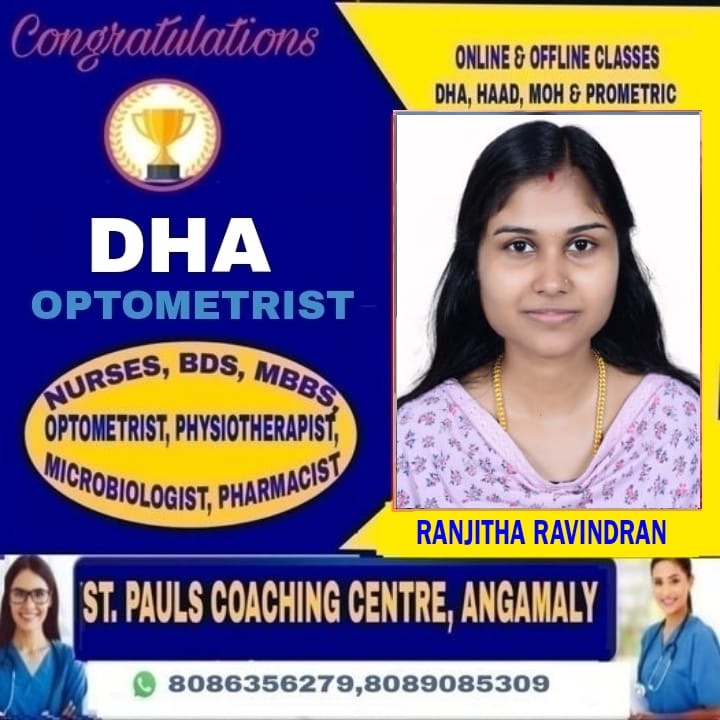 Congratulations
ONLINE & OFFLINE CLASSES
DHA, HAAD, MOH & PROMETRIC
DHA
OPTOMETRIST
NURSES, BDS, MBBS,
OPTOMETRIST, PHYSIOTHERAPIST,
MICROBIOLOGIST, PHARMACIST
RANJITHA RAVINDRAN
ST. PAULS COACHING CENTRE, ANGAMALY
8086356279,8089085309